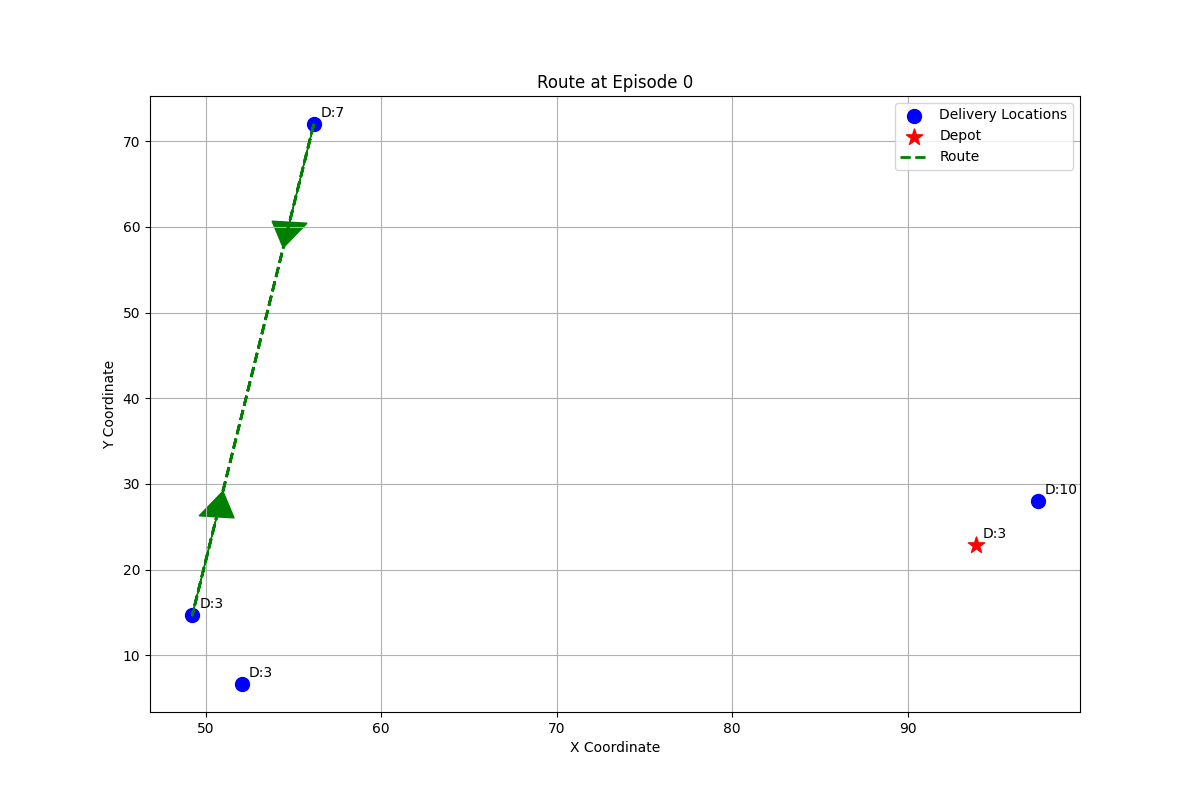 Route at Episode 0
D:7
Delivery Locations
Depot
Route
70
60
50
40
30
20
10
Y Coordinate
D:10
D:3
D:3
D:3
50
60
70
80
90
X Coordinate